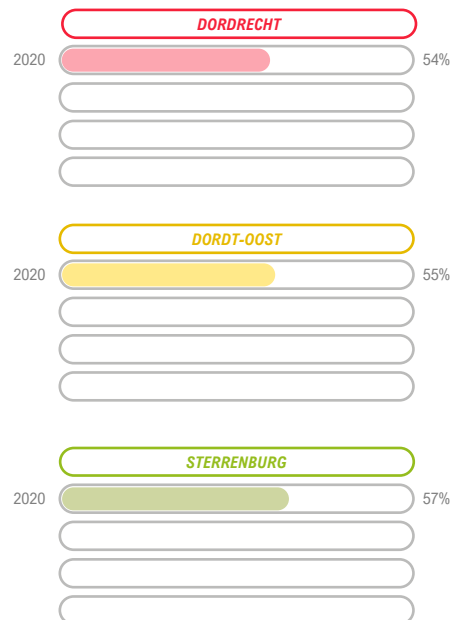 DORDRECHT
2020 54%
DORDT-OOST
2020 55%
STERRENBURG
2020 57%